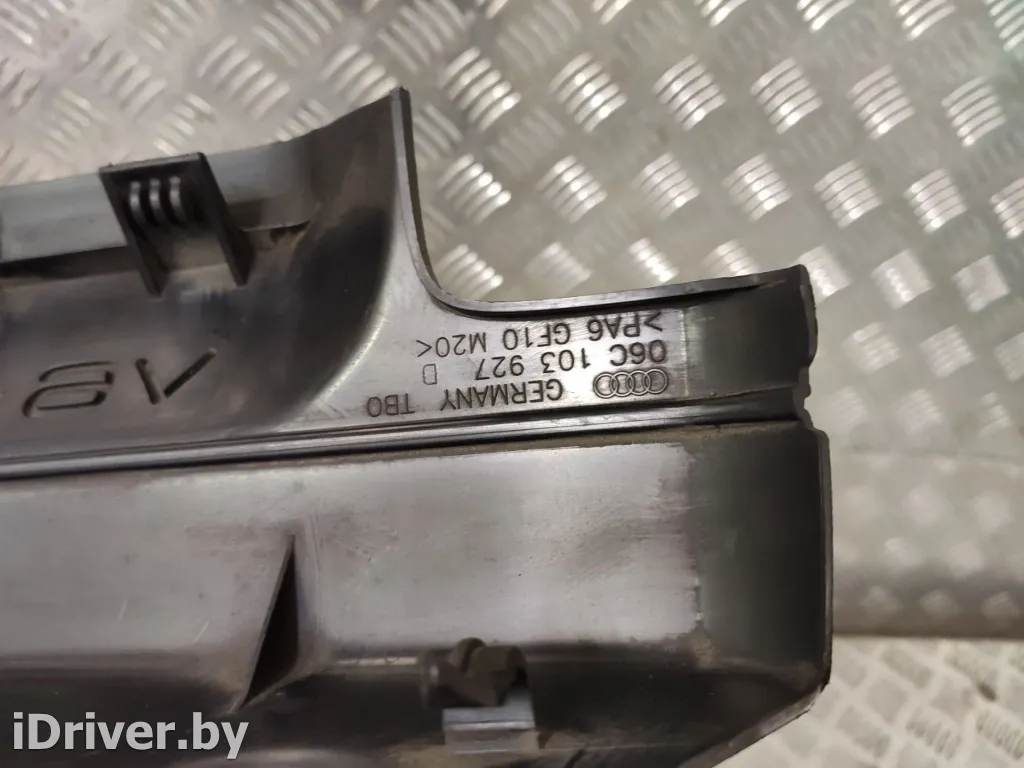 GERMANY TBO
06C 103 927 D
>PA6 GF10 M20<
iDriver.by